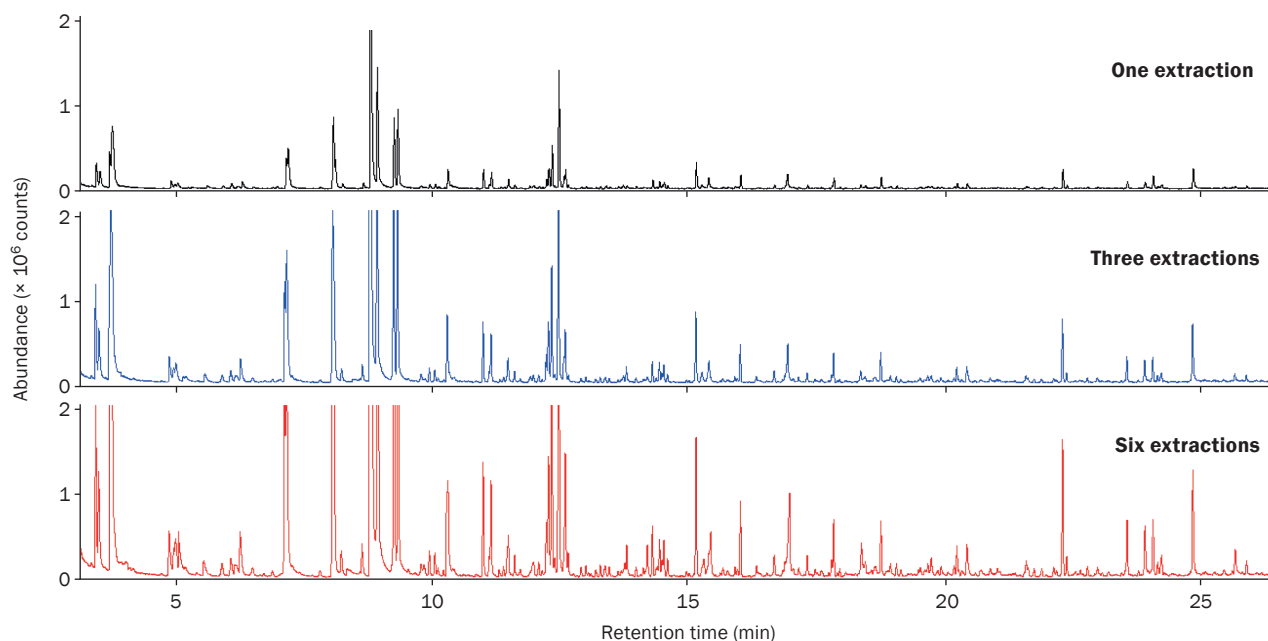 2
One extraction
1
0
2
Three extractions
1
0
2
Six extractions
1
0
5 10 15 20 25
Retention time (min)
Abundance (× 10⁶ counts)